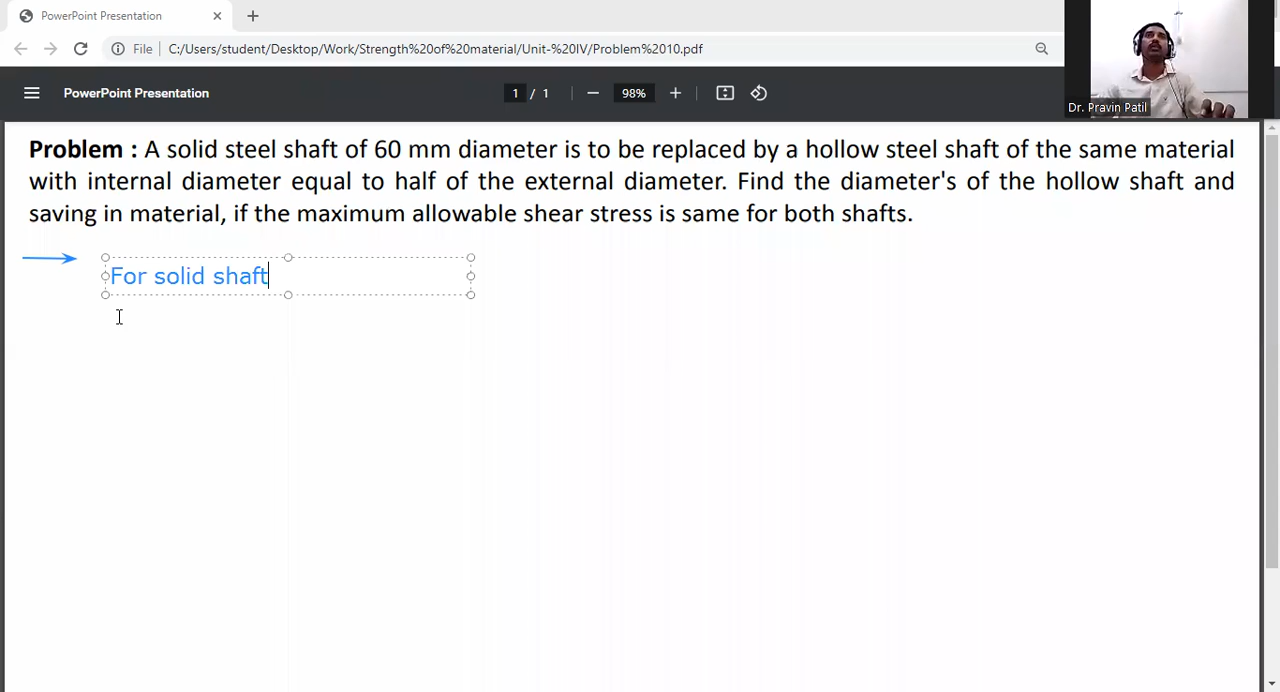 PowerPoint Presentation
File
C:/Users/student/Desktop/Work/Strength%20of%20material/Unit-%20IV/Problem%2010.pdf
PowerPoint Presentation
1 / 1
98%
Dr. Pravin Patil
Problem : A solid steel shaft of 60 mm diameter is to be replaced by a hollow steel shaft of the same material
with internal diameter equal to half of the external diameter. Find the diameter's of the hollow shaft and
saving in material, if the maximum allowable shear stress is same for both shafts.
For solid shaft